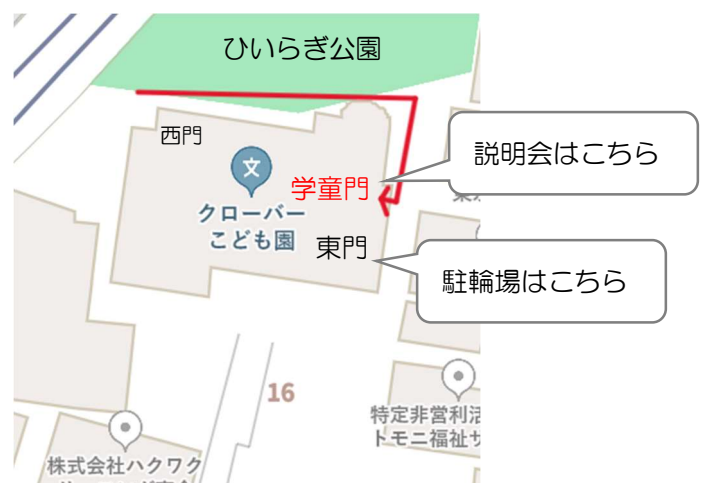 ひいらぎ公園
西門
説明会はこちら
文
学童門
クローバー
こども園
東門
駐輪場はこちら
16
特定非営利活
トモニ福祉サ
株式会社ハクワク